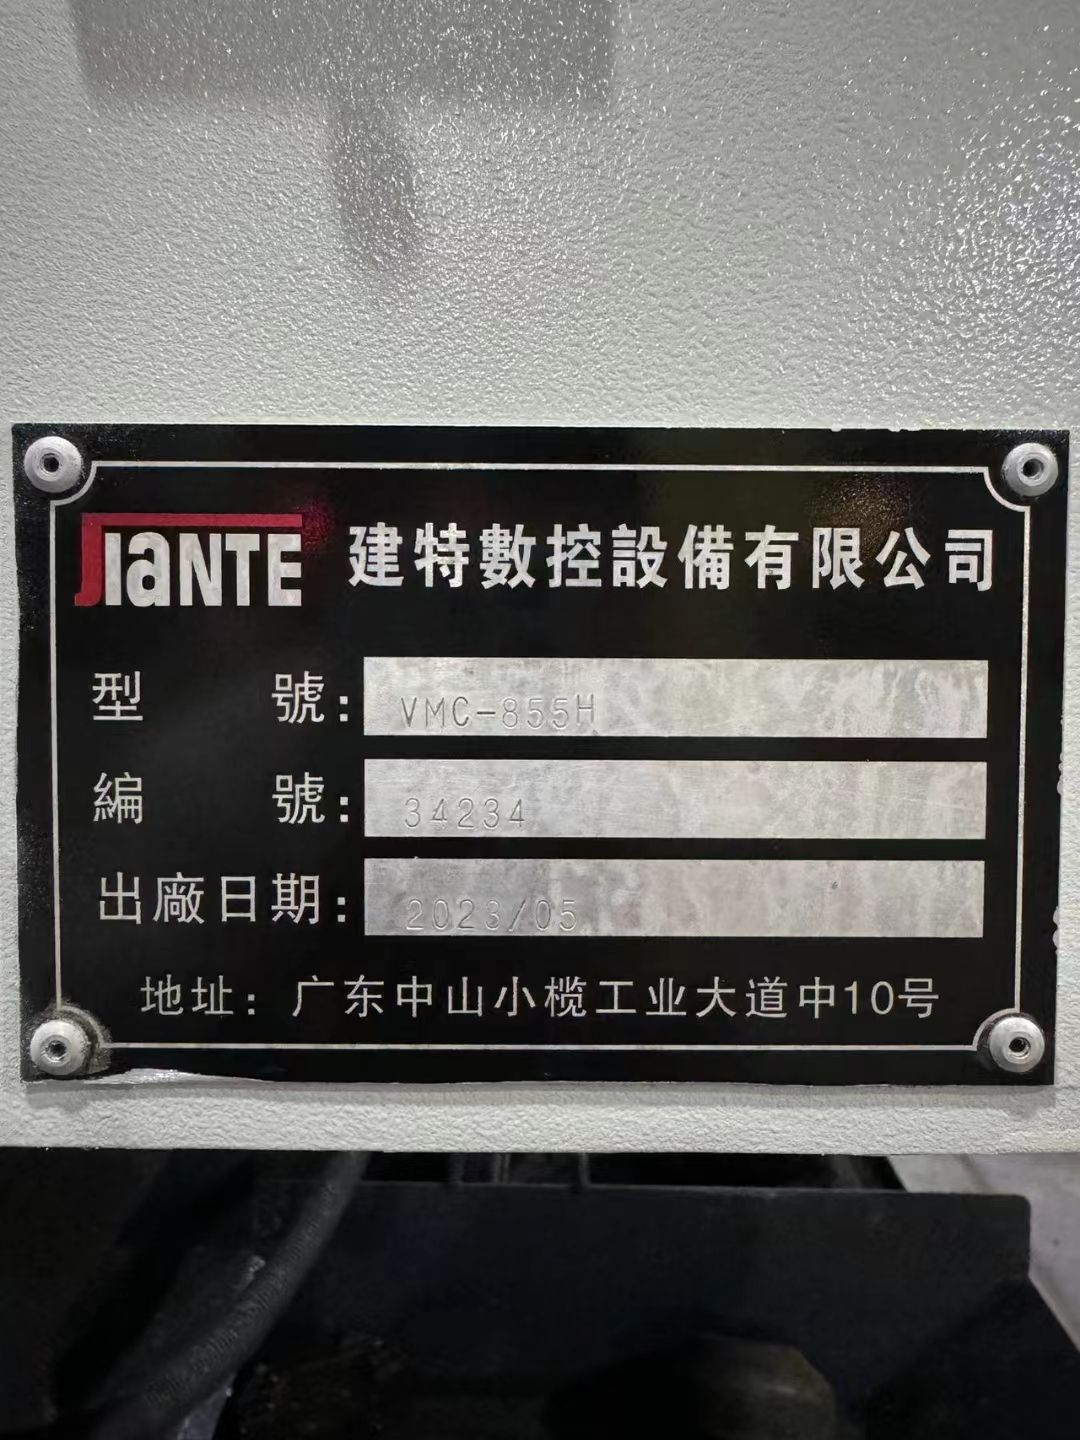 JIANTE 建特數控設備有限公司
型號: VMC-855H
編號: 34234
出廠日期: 2023/05
地址: 广东中山小榄工业大道中10号